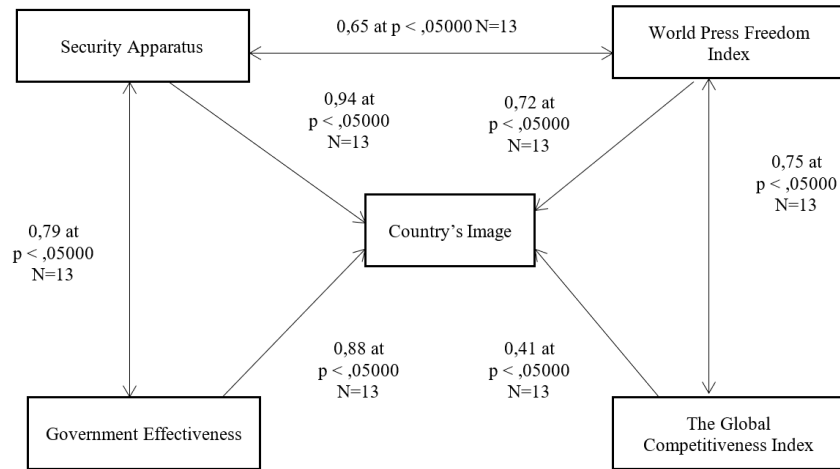 Security Apparatus
0,65 at p < ,05000 N=13
World Press Freedom
Index
0,94 at
p < ,05000
N=13
0,72 at
p < ,05000
N=13
0,75 at
p < ,05000
N=13
0,79 at
p < ,05000
N=13
Country’s Image
0,88 at
p < ,05000
N=13
0,41 at
p < ,05000
N=13
Government Effectiveness
The Global
Competitiveness Index